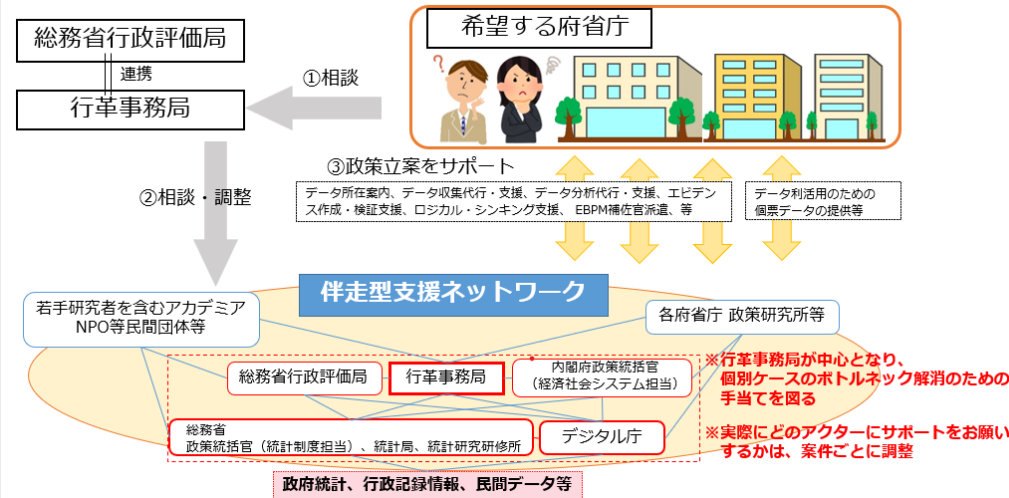 総務省行政評価局
連携
行革事務局
①相談
希望する府省庁
②相談・調整
③政策立案をサポート
データ所在案内、データ収集代行・支援、データ分析代行・支援、エビデン
ス作成・検証支援、ロジカル・シンキング支援、 EBPM補佐官派遣、等
データ利活用のための
個票データの提供等
伴走型支援ネットワーク
若手研究者を含むアカデミア
NPO等民間団体等
各府省庁 政策研究所等
総務省行政評価局
行革事務局
内閣府政策統括官
（経済社会システム担当）
総務省
政策統括官（統計制度担当）、統計局、統計研究研修所
デジタル庁
政府統計、行政記録情報、民間データ等
※行革事務局が中心となり、
個別ケースのボトルネック解消のための
手当てを図る
※実際にどのアクターにサポートをお願い
するかは、案件ごとに調整